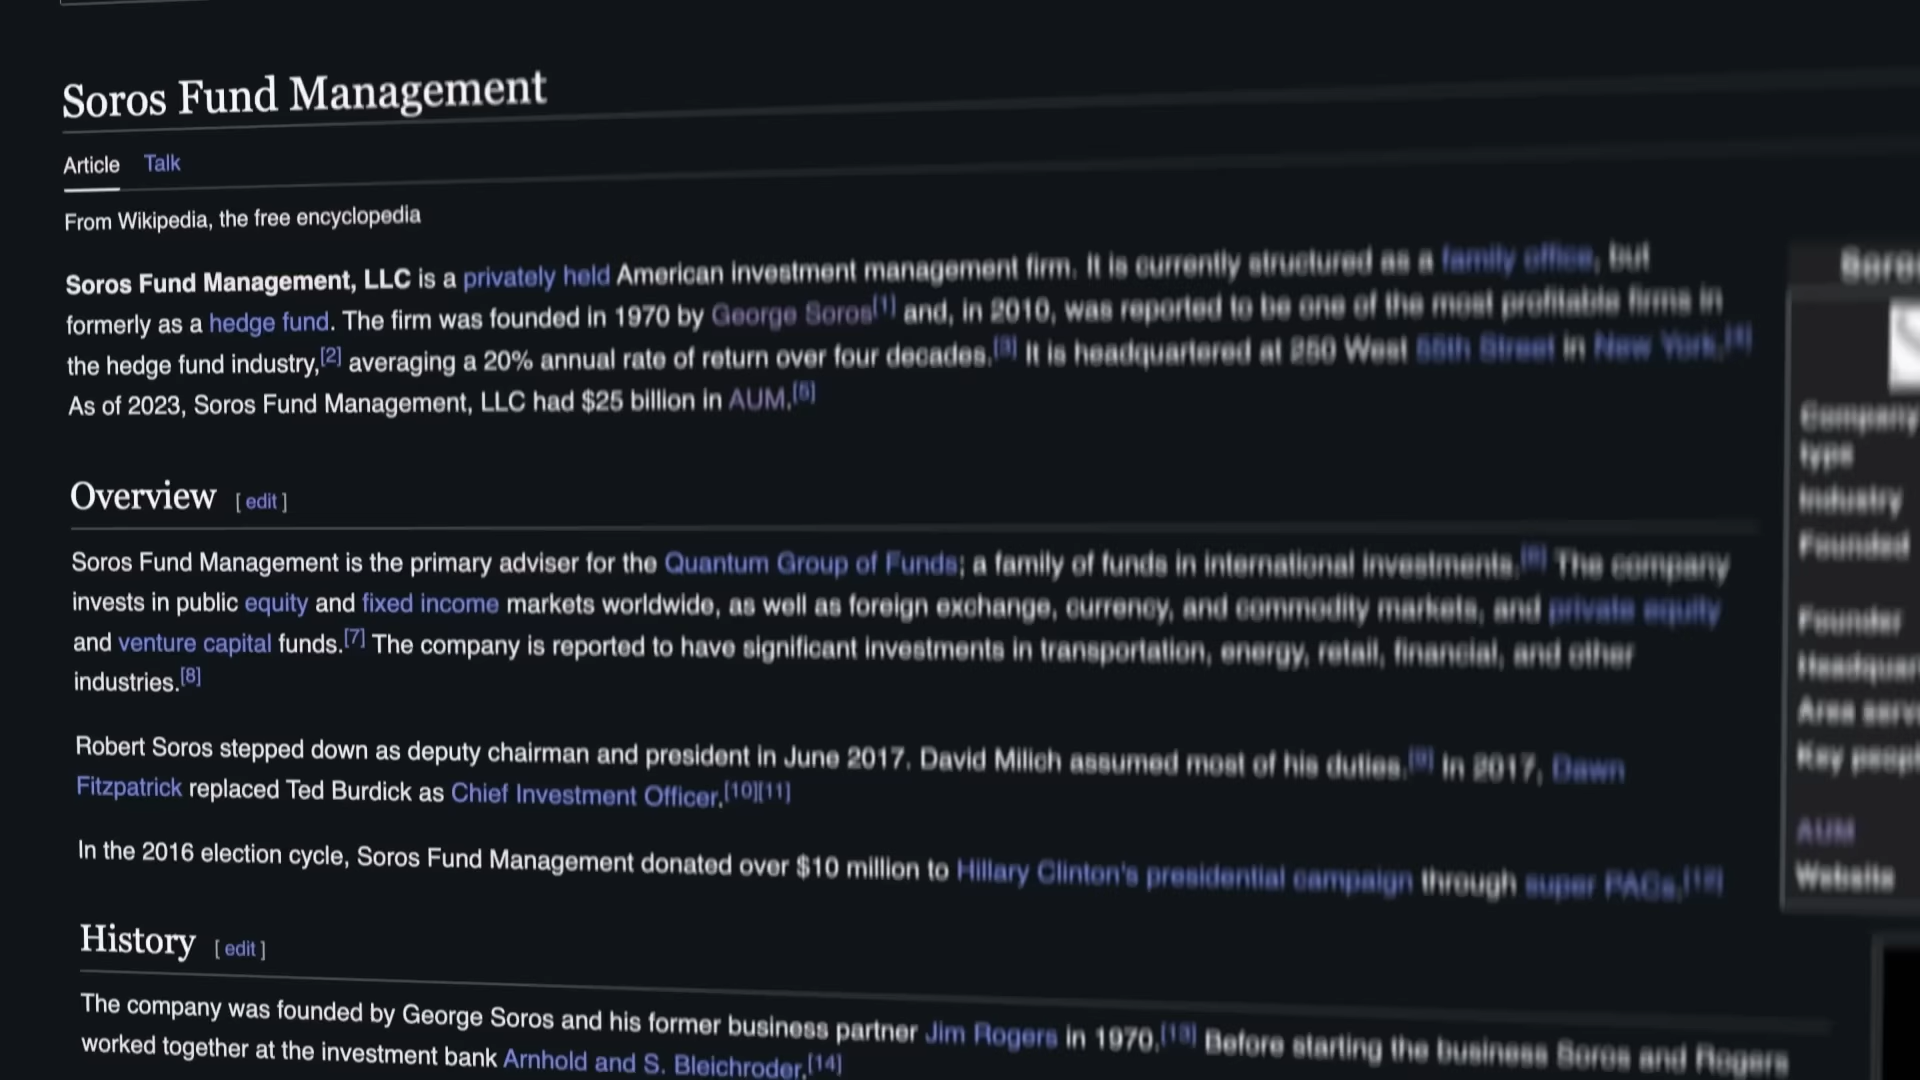 Soros Fund Management
Article Talk
From Wikipedia, the free encyclopedia
Soros Fund Management, LLC is a privately held American investment management firm. It is currently structured as a family office, but
formerly as a hedge fund. The firm was founded in 1970 by George Soros[1] and, in 2010, was reported to be one of the most profitable firms in
the hedge fund industry,[2] averaging a 20% annual rate of return over four decades.[3] It is headquartered at 250 West 55th Street in New York.[4]
As of 2023, Soros Fund Management, LLC had $25 billion in AUM.[5]
Overview [ edit ]
Soros Fund Management is the primary adviser for the Quantum Group of Funds; a family of funds in international investments.[6] The company
invests in public equity and fixed income markets worldwide, as well as foreign exchange, currency, and commodity markets, and private equity
and venture capital funds.[7] The company is reported to have significant investments in transportation, energy, retail, financial, and other
industries.[8]
Robert Soros stepped down as deputy chairman and president in June 2017. David Milich assumed most of his duties.[9] In 2017, Dawn
Fitzpatrick replaced Ted Burdick as Chief Investment Officer.[10][11]
In the 2016 election cycle, Soros Fund Management donated over $10 million to Hillary Clinton's presidential campaign through super PACs.[12]
History [ edit ]
The company was founded by George Soros and his former business partner Jim Rogers in 1970.[13] Before starting the business Soros and Rogers
worked together at the investment bank Arnhold and S. Bleichroder.[14]
Company
type
Industry
Founded
Founder
AUM
Website